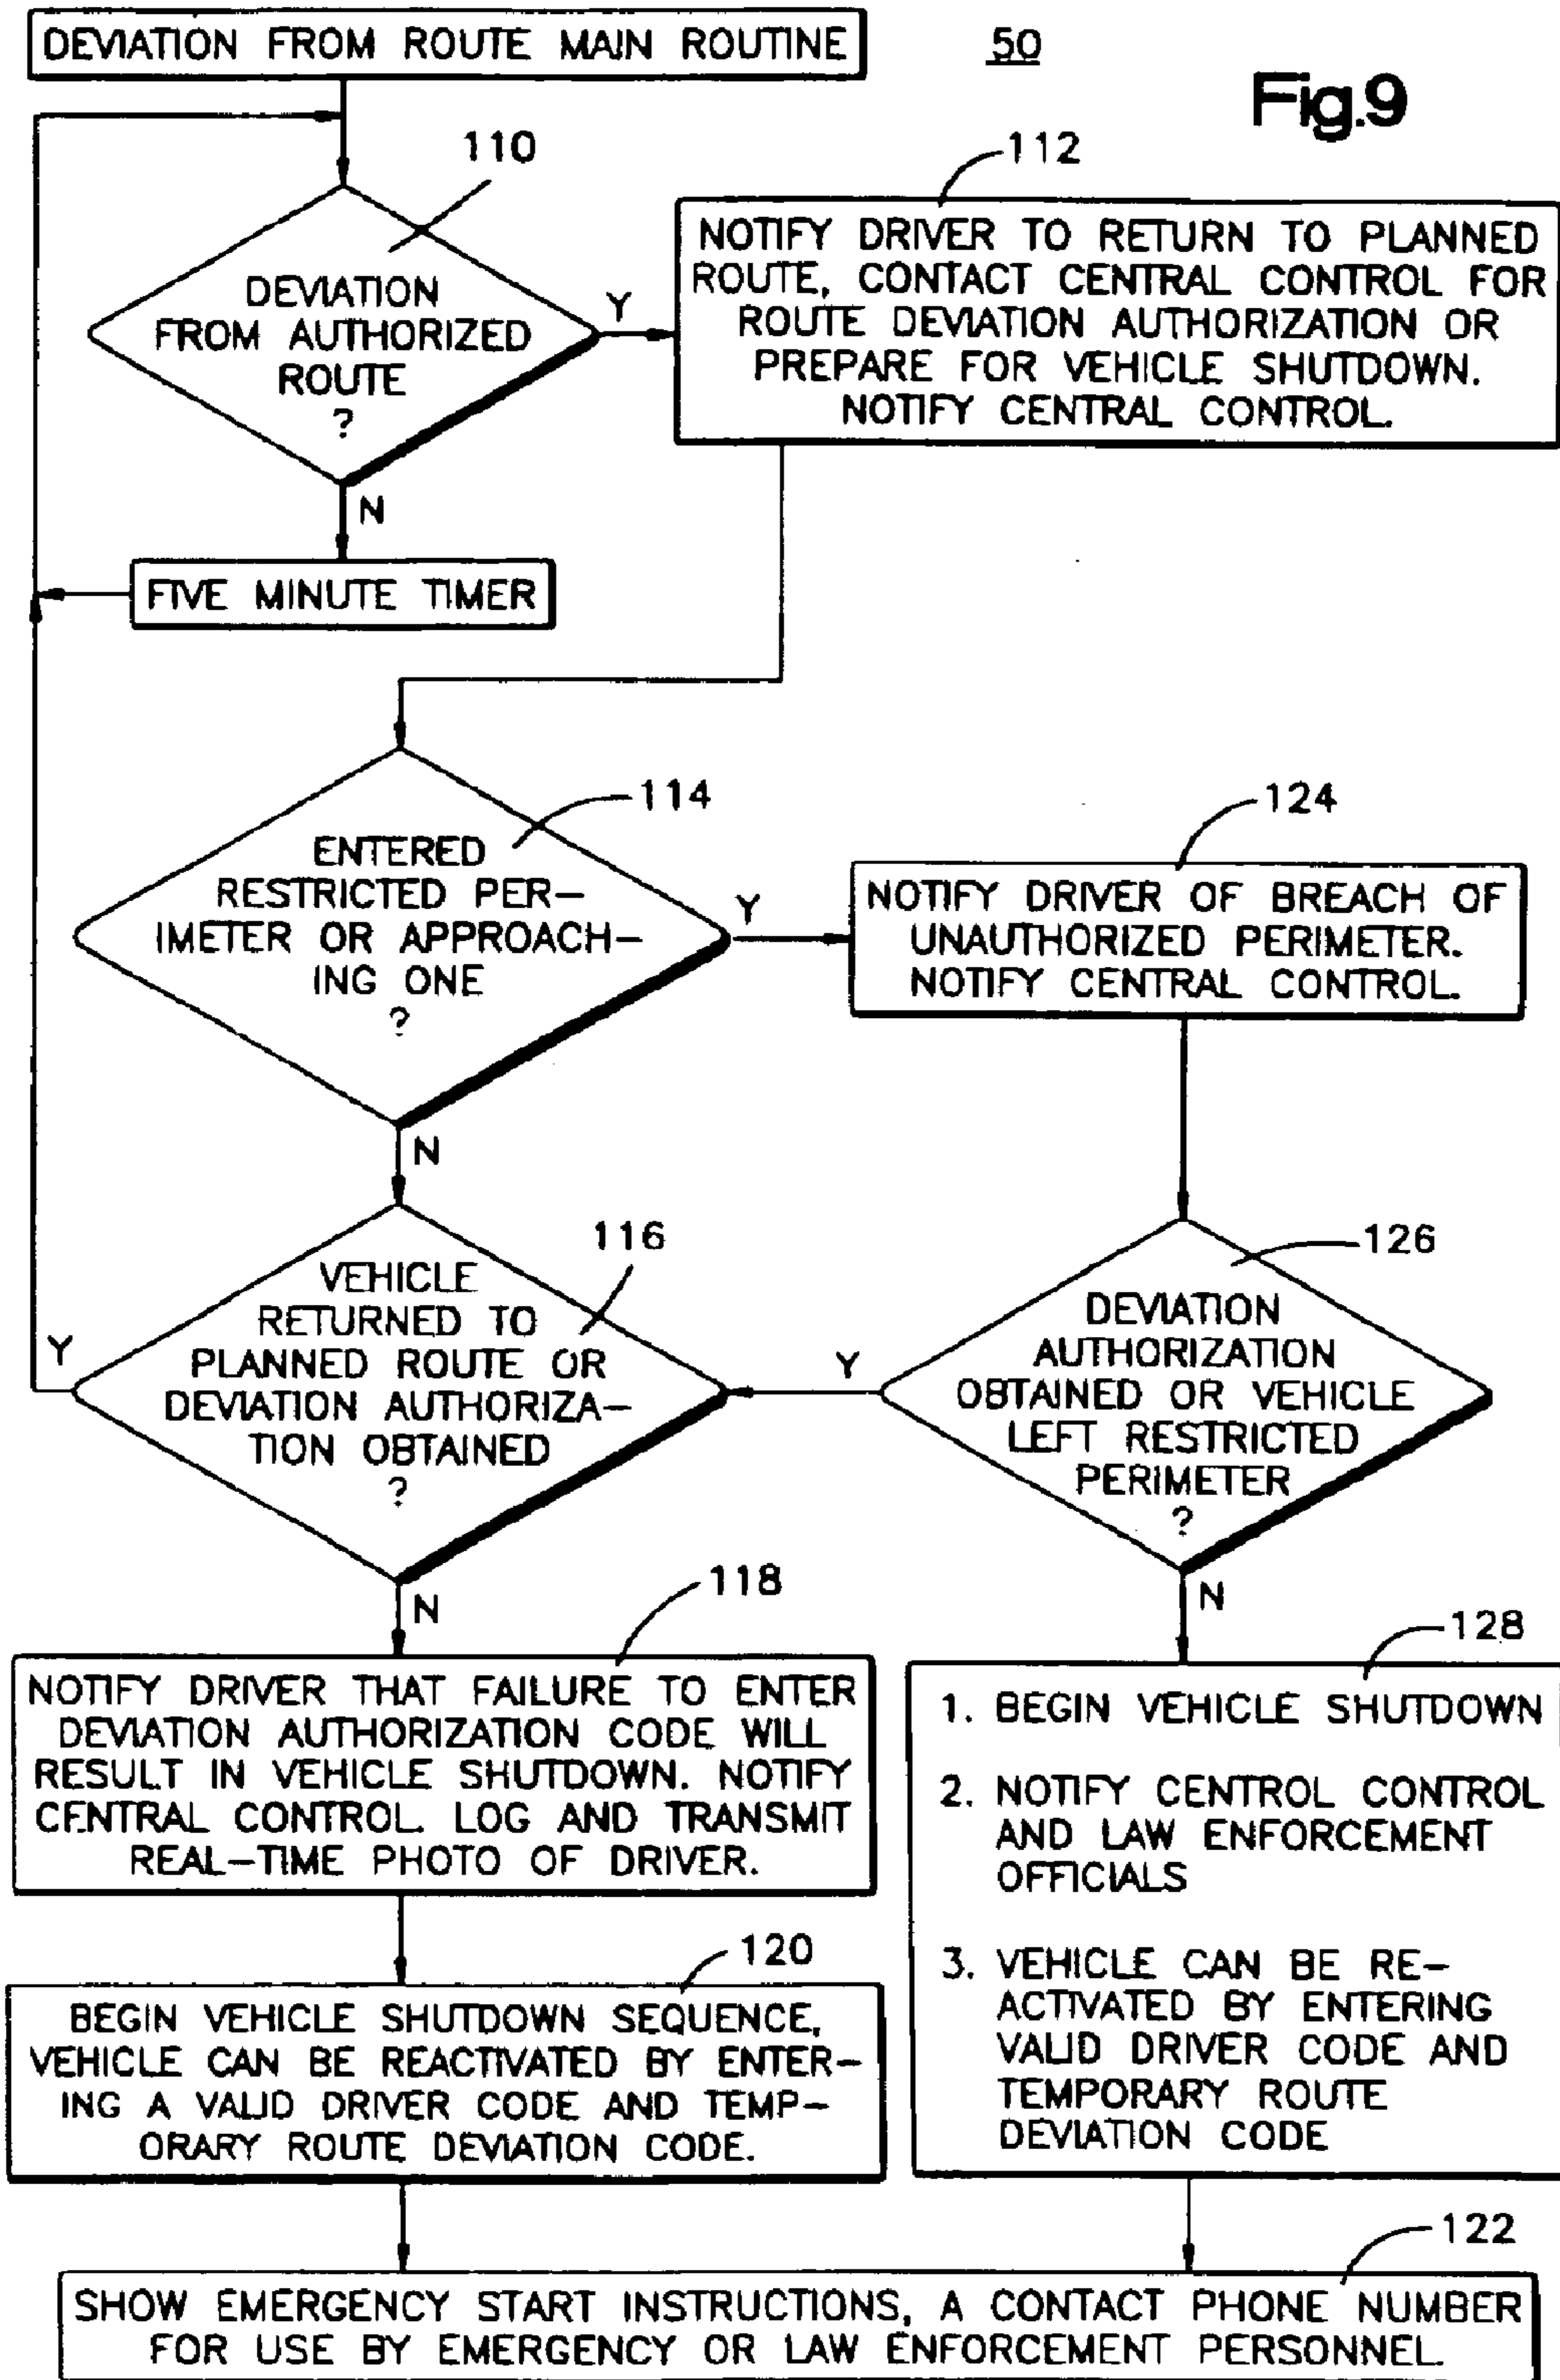 DEVIATION FROM ROUTE MAIN ROUTINE
50
Fig.9
110
DEVIATION
FROM AUTHORIZED
ROUTE
?
Y
N
112
NOTIFY DRIVER TO RETURN TO PLANNED
ROUTE, CONTACT CENTRAL CONTROL FOR
ROUTE DEVIATION AUTHORIZATION OR
PREPARE FOR VEHICLE SHUTDOWN.
NOTIFY CENTRAL CONTROL.
FIVE MINUTE TIMER
114
ENTERED
RESTRICTED PER-
IMETER OR APPROACH-
ING ONE
?
Y
N
124
NOTIFY DRIVER OF BREACH OF
UNAUTHORIZED PERIMETER.
NOTIFY CENTRAL CONTROL.
116
VEHICLE
RETURNED TO
PLANNED ROUTE OR
DEVIATION AUTHORIZA-
TION OBTAINED
?
Y
N
126
DEVIATION
AUTHORIZATION
OBTAINED OR VEHICLE
LEFT RESTRICTED
PERIMETER
?
Y
N
118
NOTIFY DRIVER THAT FAILURE TO ENTER
DEVIATION AUTHORIZATION CODE WILL
RESULT IN VEHICLE SHUTDOWN. NOTIFY
CENTRAL CONTROL. LOG AND TRANSMIT
REAL-TIME PHOTO OF DRIVER.
128
1. BEGIN VEHICLE SHUTDOWN
2. NOTIFY CENTRAL CONTROL
AND LAW ENFORCEMENT
OFFICIALS
3. VEHICLE CAN BE RE-
ACTIVATED BY ENTERING
VALID DRIVER CODE AND
TEMPORARY ROUTE
DEVIATION CODE
120
BEGIN VEHICLE SHUTDOWN SEQUENCE,
VEHICLE CAN BE REACTIVATED BY ENTER-
ING A VALID DRIVER CODE AND TEMP-
ORARY ROUTE DEVIATION CODE.
122
SHOW EMERGENCY START INSTRUCTIONS, A CONTACT PHONE NUMBER
FOR USE BY EMERGENCY OR LAW ENFORCEMENT PERSONNEL.